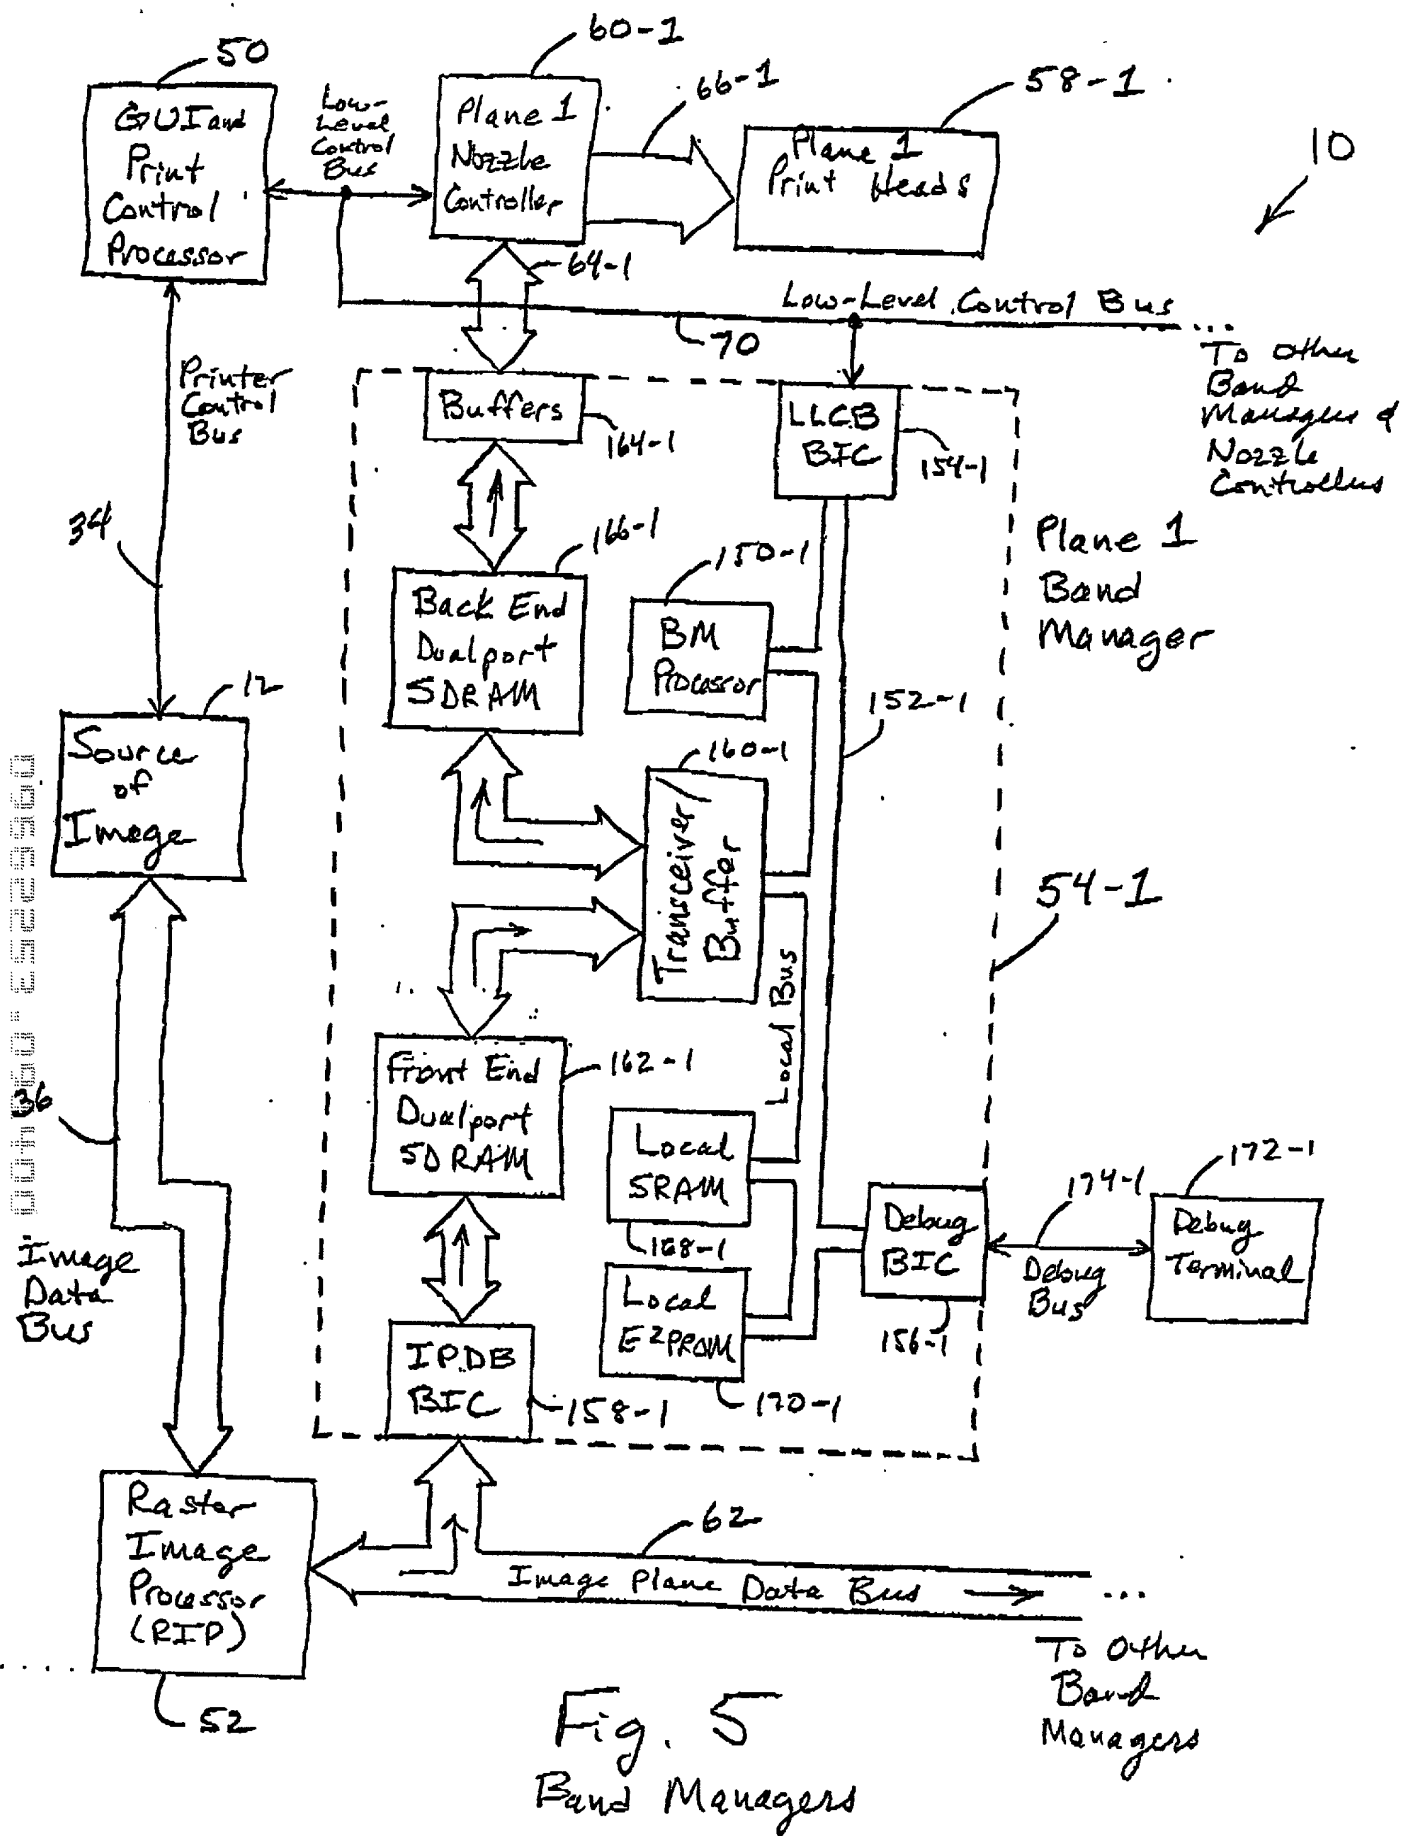 60-1
50
66-1
58-1
10
GUI and
Print
Control
Processor
Low-
Level
Control
Bus
Plane 1
Nozzle
Controller
Plane 1
Print Heads
64-1
Low-Level Control Bus
...
70
To Other
Band
Managers &
Nozzle
Controllers
Printer
Control
Bus
Buffers
164-1
LLCB
BIC
154-1
34
166-1
150-1
Plane 1
Band
Manager
Back End
Dualport
SDRAM
BM
Processor
12
152-1
Source
of
Image
160-1
Transceiver/
Buffer
54-1
Local Bus
36
Front End
Dualport
SDRAM
162-1
Local
SRAM
168-1
Debug
BIC
156-1
174-1
Debug
Bus
172-1
Debug
Terminal
Image
Data
Bus
Local
E2PROM
170-1
IPDB
BIC
158-1
Raster
Image
Processor
(RIP)
52
62
Image Plane Data Bus
...
To Other
Band
Managers
Fig. 5
Band Managers